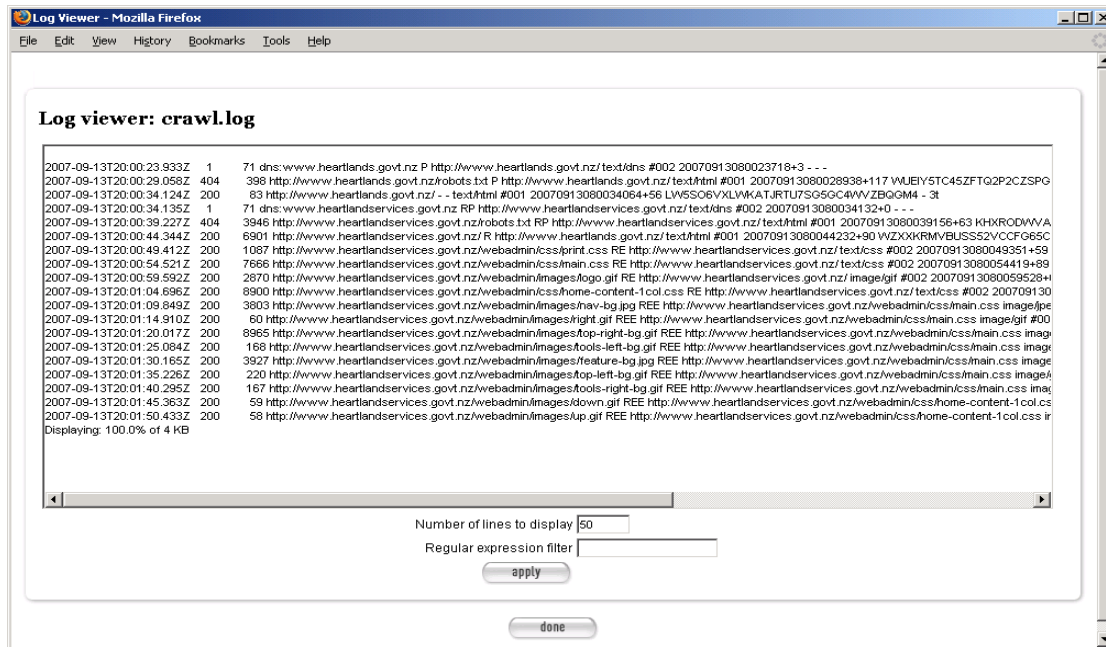 Log Viewer - Mozilla Firefox
File Edit View History Bookmarks Tools Help
Log viewer: crawl.log
2007-09-13T20:00:23.933Z 1 71 dns:www.heartlands.govt.nz P http://www.heartlands.govt.nz/ text/dns #002 20070913080023718+3 - - -
2007-09-13T20:00:29.058Z 404 398 http://www.heartlands.govt.nz/robots.txt P http://www.heartlands.govt.nz/ text/html #001 20070913080028938+117 WUEIY5TC45ZFTQ2P2CZSPG
2007-09-13T20:00:34.124Z 200 83 http://www.heartlands.govt.nz/ - - text/html #001 20070913080034064+56 LW5SO6VXLWKATJRTU7SG5GC4WVZBQGM4 - 3t
2007-09-13T20:00:34.135Z 1 71 dns:www.heartlandservices.govt.nz RP http://www.heartlandservices.govt.nz/ text/dns #002 20070913080034132+0 - - -
2007-09-13T20:00:39.227Z 404 3946 http://www.heartlandservices.govt.nz/robots.txt RP http://www.heartlandservices.govt.nz/ text/html #001 20070913080039156+63 KHXRODWVA
2007-09-13T20:00:44.344Z 200 6901 http://www.heartlandservices.govt.nz/ R http://www.heartlands.govt.nz/ text/html #001 20070913080044232+90 WZXXKRMVBUSS52VCCFG65C
2007-09-13T20:00:49.412Z 200 1087 http://www.heartlandservices.govt.nz/webadmin/css/print.css RE http://www.heartlandservices.govt.nz/ text/css #002 20070913080049351+59
2007-09-13T20:00:54.521Z 200 7666 http://www.heartlandservices.govt.nz/webadmin/css/main.css RE http://www.heartlandservices.govt.nz/ text/css #002 20070913080054419+89
2007-09-13T20:00:59.592Z 200 2870 http://www.heartlandservices.govt.nz/webadmin/images/logo.gif RE http://www.heartlandservices.govt.nz/ image/gif #002 20070913080059528+
2007-09-13T20:01:04.696Z 200 8900 http://www.heartlandservices.govt.nz/webadmin/css/home-content-1col.css RE http://www.heartlandservices.govt.nz/ text/css #002 200709130
2007-09-13T20:01:09.849Z 200 3803 http://www.heartlandservices.govt.nz/webadmin/images/nav-bg.jpg REE http://www.heartlandservices.govt.nz/webadmin/css/main.css image/jpe
2007-09-13T20:01:14.910Z 200 60 http://www.heartlandservices.govt.nz/webadmin/images/right.gif REE http://www.heartlandservices.govt.nz/webadmin/css/main.css image/gif #00
2007-09-13T20:01:20.017Z 200 8965 http://www.heartlandservices.govt.nz/webadmin/images/top-right-bg.gif REE http://www.heartlandservices.govt.nz/webadmin/css/main.css imag
2007-09-13T20:01:25.084Z 200 168 http://www.heartlandservices.govt.nz/webadmin/images/tools-left-bg.gif REE http://www.heartlandservices.govt.nz/webadmin/css/main.css image
2007-09-13T20:01:30.165Z 200 3927 http://www.heartlandservices.govt.nz/webadmin/images/feature-bg.jpg REE http://www.heartlandservices.govt.nz/webadmin/css/main.css image
2007-09-13T20:01:35.226Z 200 220 http://www.heartlandservices.govt.nz/webadmin/images/top-left-bg.gif REE http://www.heartlandservices.govt.nz/webadmin/css/main.css image/
2007-09-13T20:01:40.295Z 200 167 http://www.heartlandservices.govt.nz/webadmin/images/tools-right-bg.gif REE http://www.heartlandservices.govt.nz/webadmin/css/main.css imag
2007-09-13T20:01:45.363Z 200 59 http://www.heartlandservices.govt.nz/webadmin/images/down.gif REE http://www.heartlandservices.govt.nz/webadmin/css/home-content-1col.cs
2007-09-13T20:01:50.433Z 200 58 http://www.heartlandservices.govt.nz/webadmin/images/up.gif REE http://www.heartlandservices.govt.nz/webadmin/css/home-content-1col.css
Displaying: 100.0% of 4 KB
Number of lines to display 50
Regular expression filter
apply
done